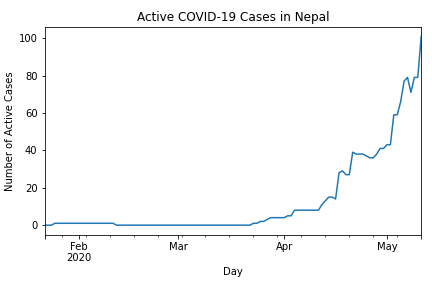 Active COVID-19 Cases in Nepal
Number of Active Cases
100
80
60
40
20
0
Feb Mar Apr May
2020
Day